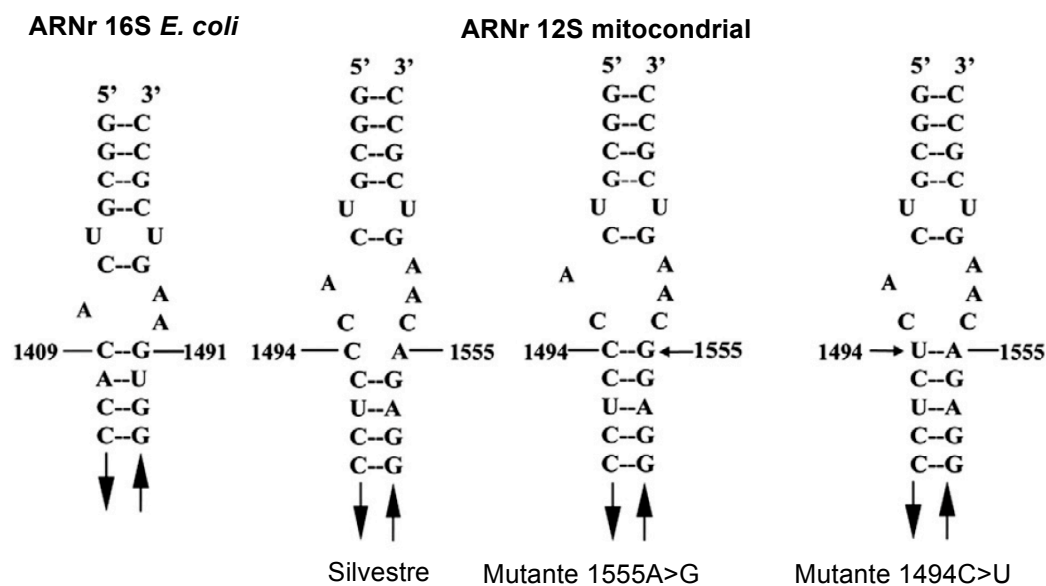 ARNr 16S E. coli
5’ 3’
G--C
G--C
C--G
G--C
U U
C--G
A
A
A
1409 C--G 1491
A--U
C--G
C--G
ARNr 12S mitocondrial
5’ 3’
G--C
G--C
C--G
G--C
U U
C--G
A
A A
C C
1494 C A 1555
C--G
U--A
C--G
C--G
Silvestre
5’ 3’
G--C
G--C
C--G
G--C
U U
C--G
A
A A
C C
1494 C--G 1555
C--G
U--A
C--G
C--G
Mutante 1555A>G
5’ 3’
G--C
G--C
C--G
G--C
U U
C--G
A
A A
C C
1494 U--A 1555
C--G
U--A
C--G
C--G
Mutante 1494C>U